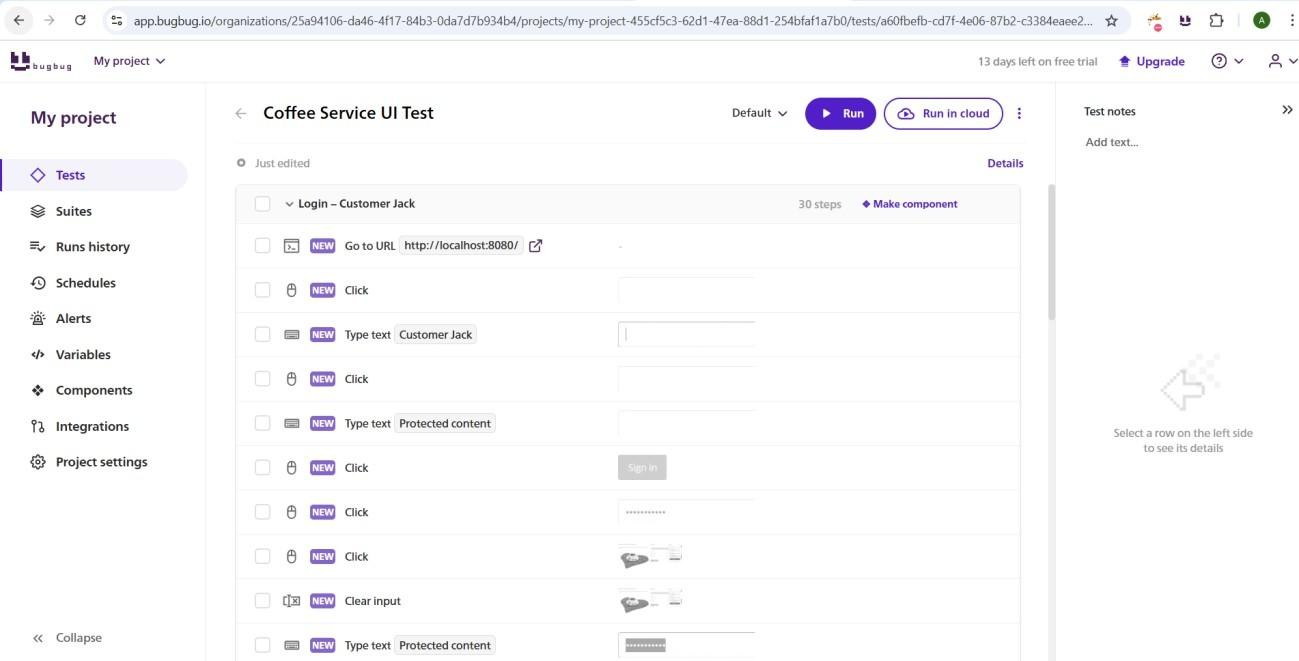 app.bugbug.io/organizations/25a94106-da46-4f17-84b3-0da7d7b934b4/projects/my-project-455cf5c3-62d1-47ea-88d1-254bfaf1a7b0/tests/a60fbefb-cd7f-4e06-87b2-c3384eaee2...
A
bugbug
My project
13 days left on free trial
Upgrade
My project
Tests
Suites
Runs history
Schedules
Alerts
Variables
Components
Integrations
Project settings
Collapse
Coffee Service UI Test
Default
Run
Run in cloud
Just edited
Details
Login – Customer Jack 30 steps Make component
NEW Go to URL http://localhost:8080/ -
NEW Click
NEW Type text Customer Jack
NEW Click
NEW Type text Protected content
NEW Click Sign in
NEW Click •••••••••••
NEW Click
NEW Clear input
NEW Type text Protected content •••••••••••
Test notes
Add text...
Select a row on the left side
to see its details